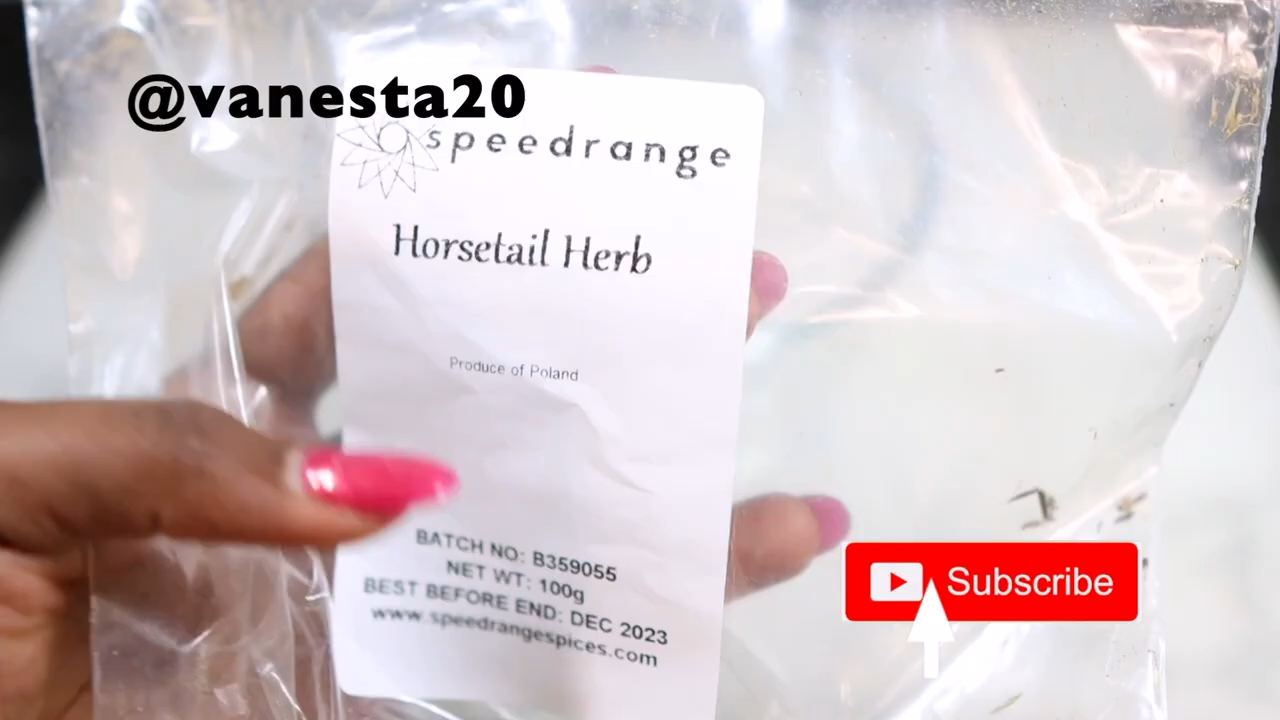 @vanesta20
speedrange
Horsetail Herb
Produce of Poland
BATCH NO: B359055
NET WT: 100g
BEST BEFORE END: DEC 2023
www.speedrangespices.com
Subscribe